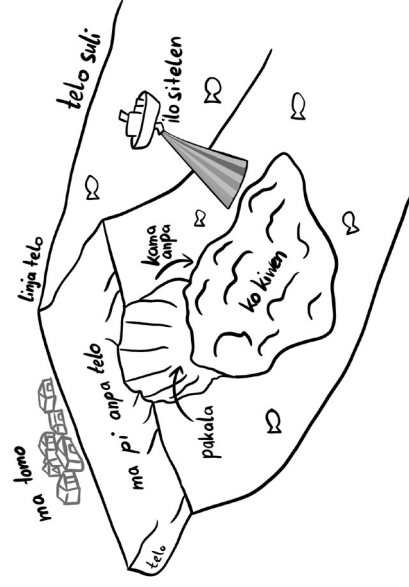 telo suli
ilo sitelen
linja telo
kama
anpa
ko kiwen
ma tomo
ma pi anpa telo
pakala
telo